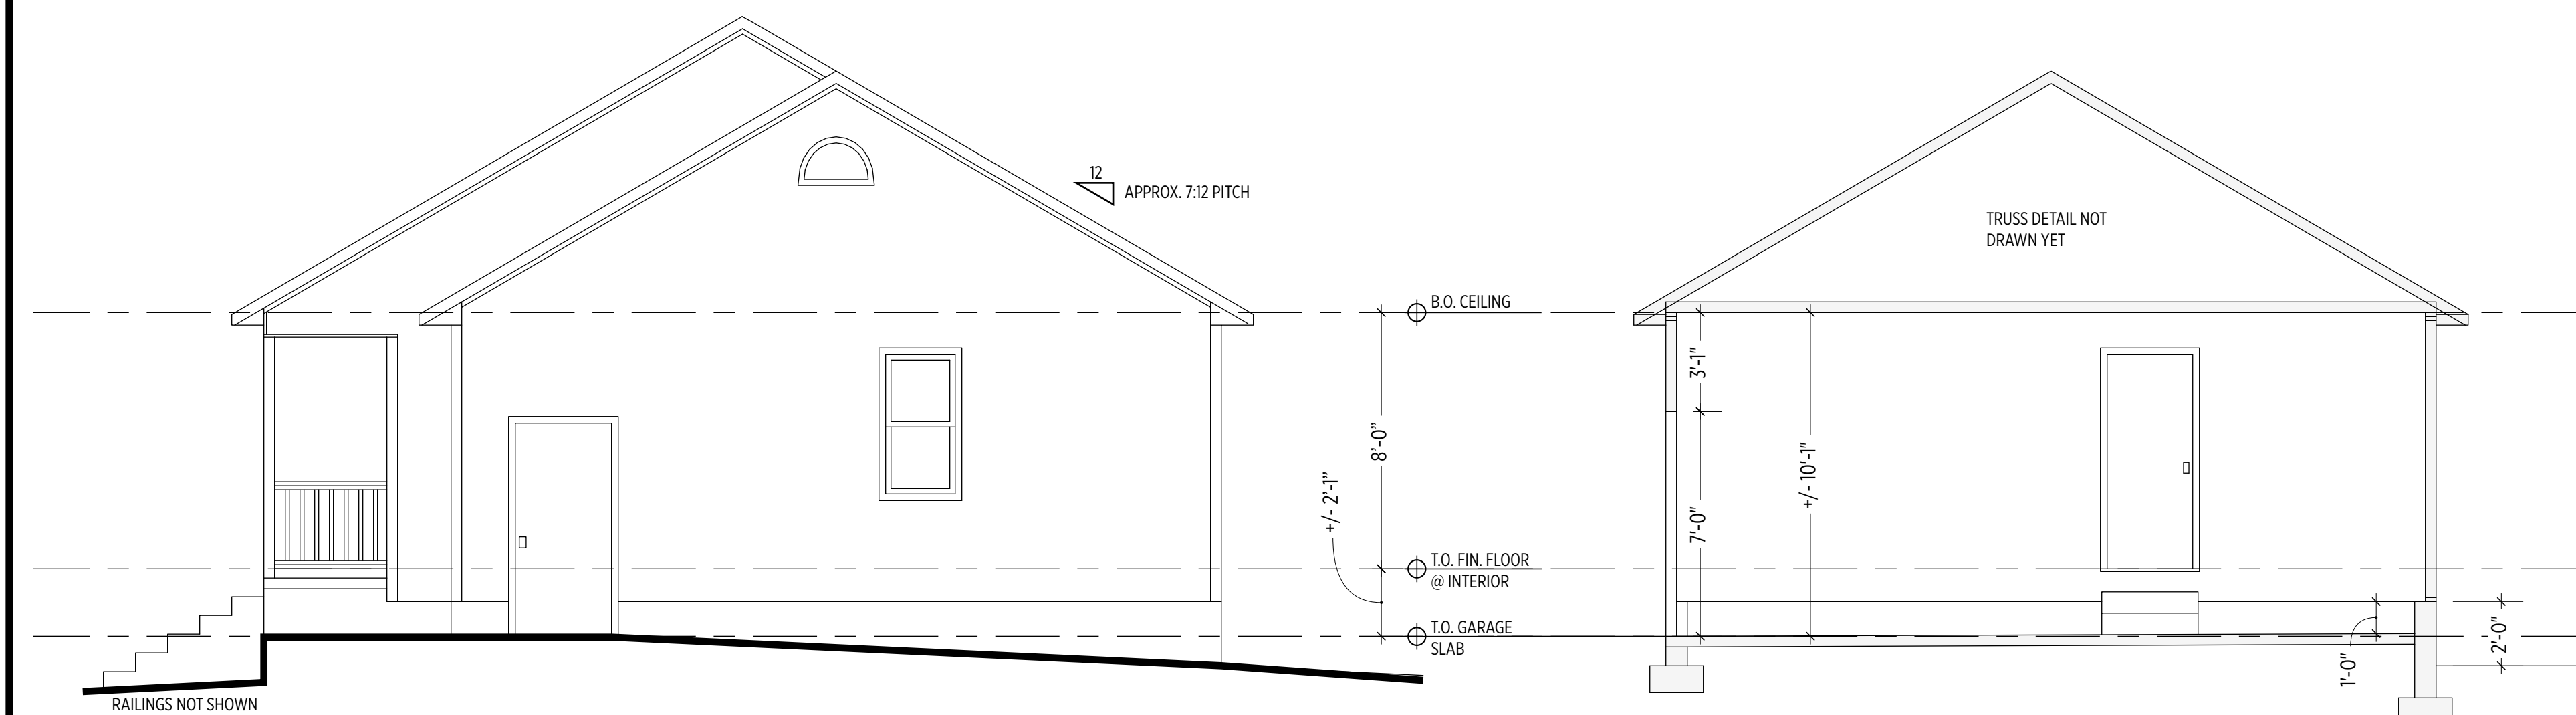 12
APPROX. 7:12 PITCH
TRUSS DETAIL NOT
DRAWN YET
B.O. CEILING
3'-1"
8'-0"
+/- 10'-1"
+/- 2'-1"
7'-0"
T.O. FIN. FLOOR
@ INTERIOR
T.O. GARAGE
SLAB
2'-0"
1'-0"
RAILINGS NOT SHOWN